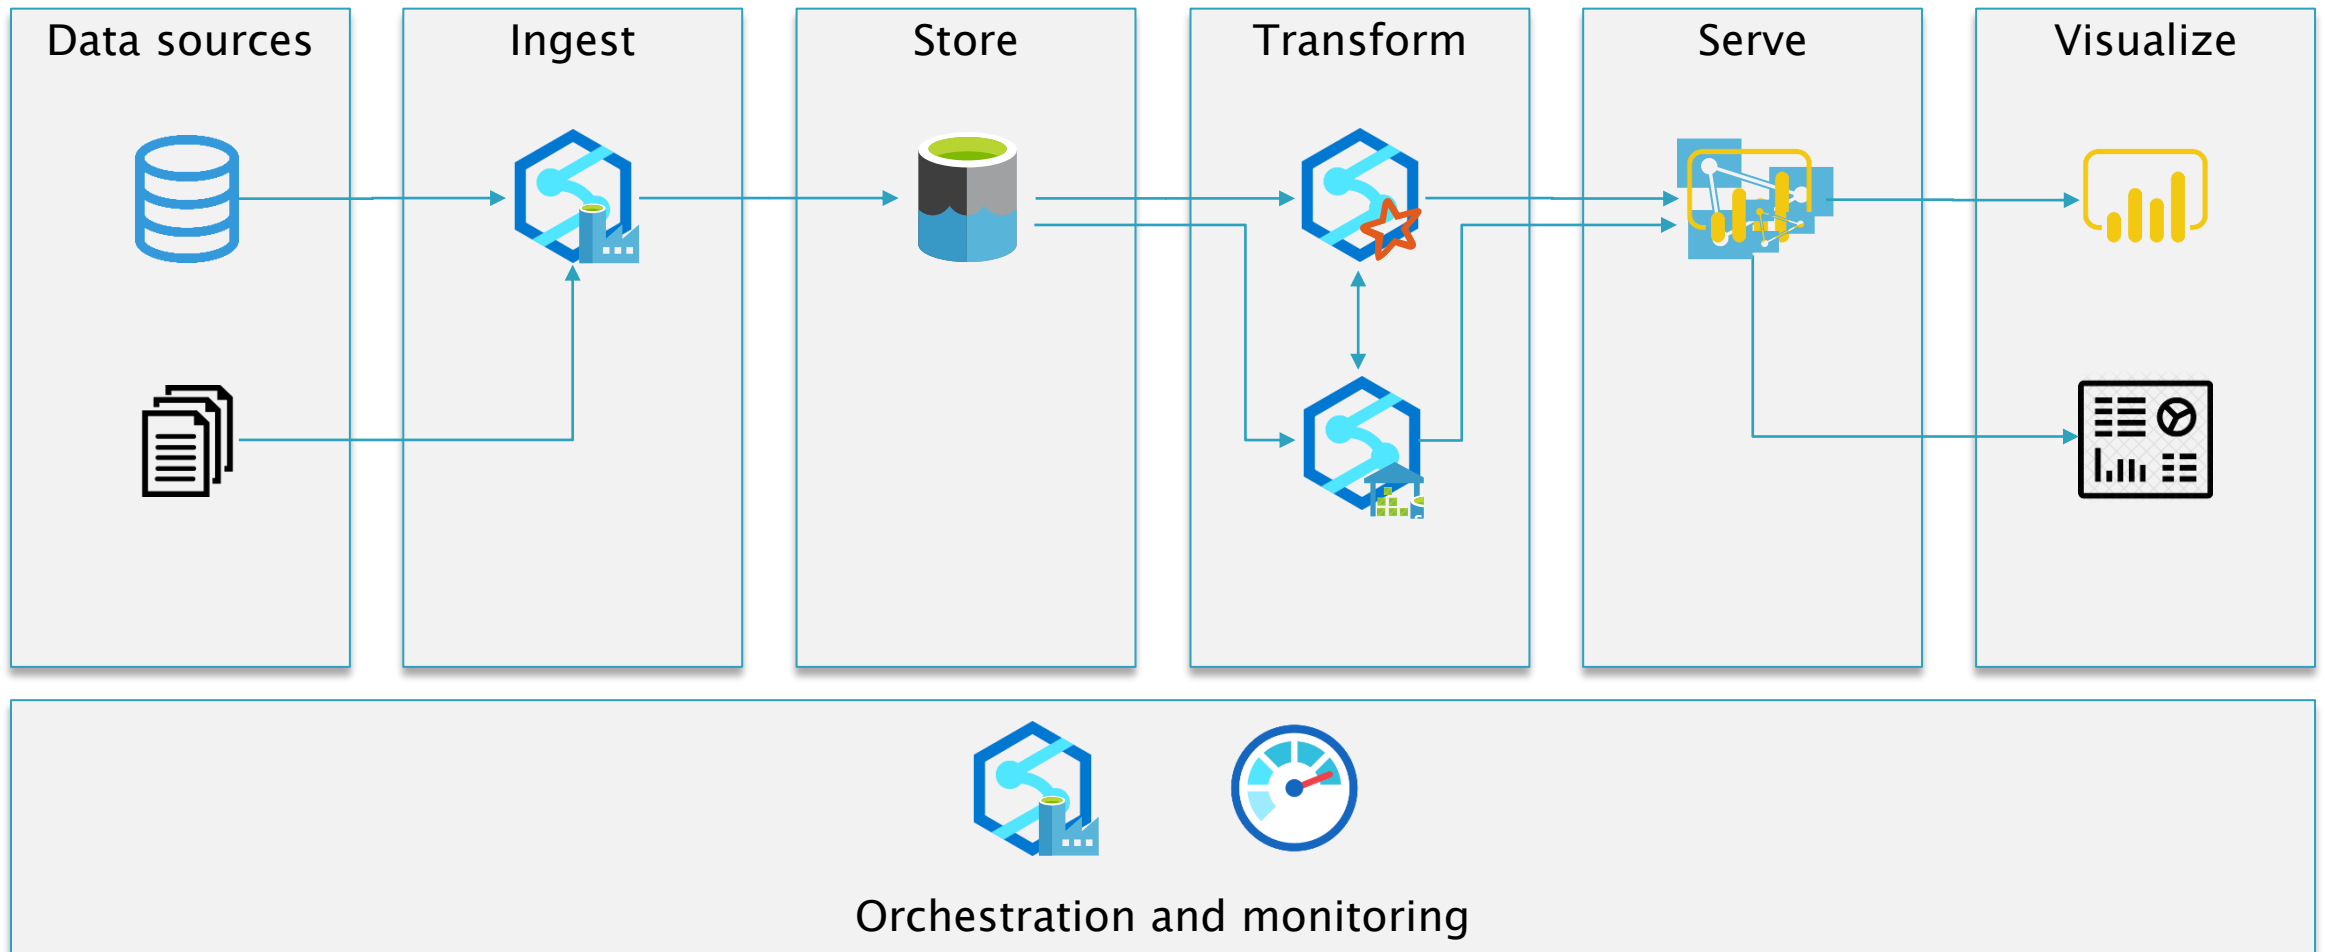 Data sources
Ingest
Store
Transform
Serve
Visualize
Orchestration and monitoring